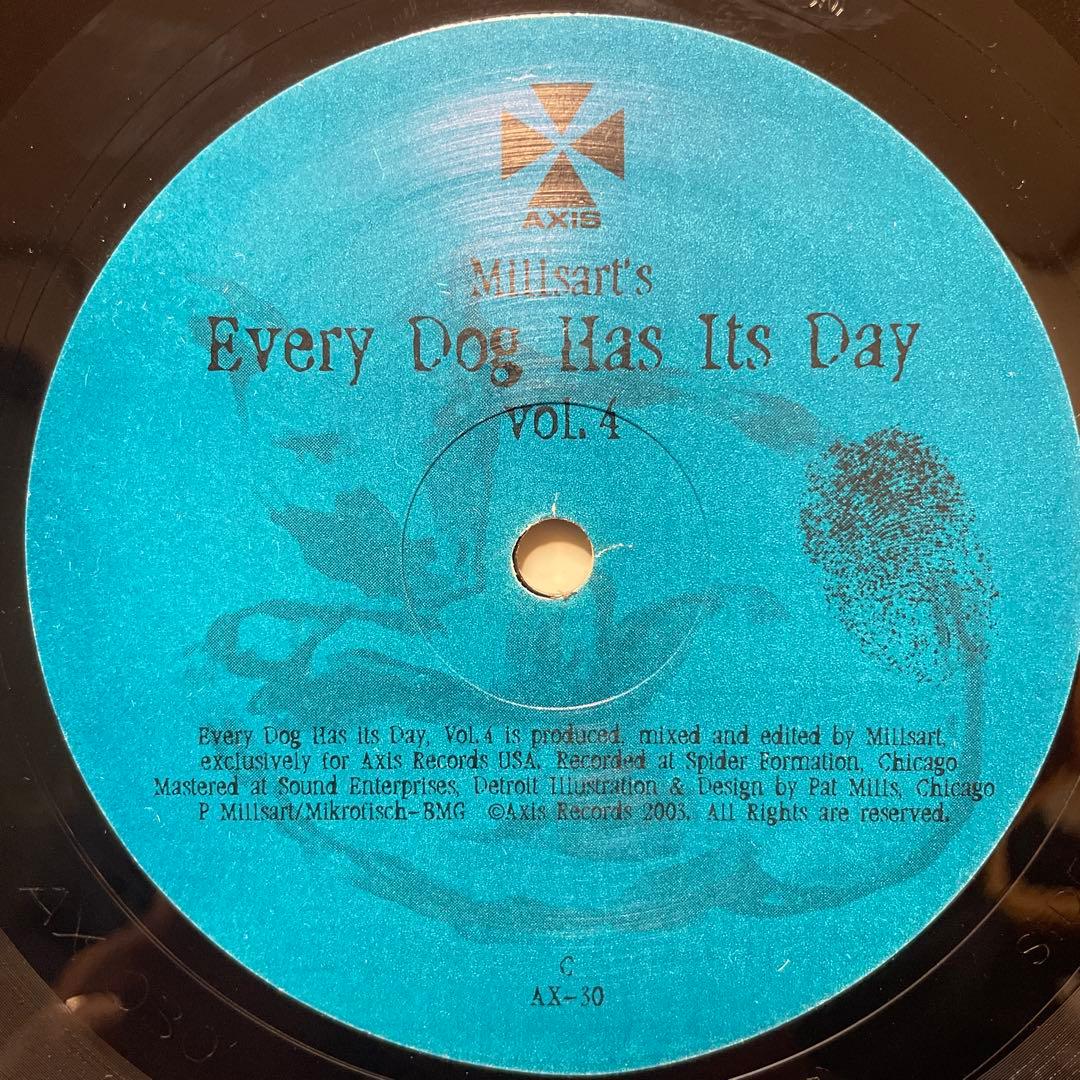 AXIS
Millsart's
Every Dog Has Its Day
vol. 4
Every Dog Has its Day, Vol. 4 is produced, mixed and edited by Millsart,
exclusively for Axis Records USA. Recorded at Spider Formation, Chicago
Mastered at Sound Enterprises, Detroit Illustration & Design by Pat Mills, Chicago
P Millsart/Mikrofisch-BMG ©Axis Records 2003. All Rights are reserved.
C
AX-30
AX 030